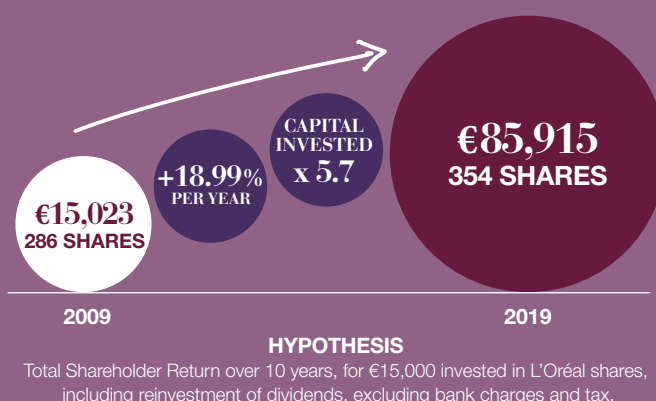 €15,023
286 SHARES
+18.99%
PER YEAR
CAPITAL
INVESTED
x 5.7
€85,915
354 SHARES
2009
2019
HYPOTHESIS
Total Shareholder Return over 10 years, for €15,000 invested in L’Oréal shares,
including reinvestment of dividends, excluding bank charges and tax.